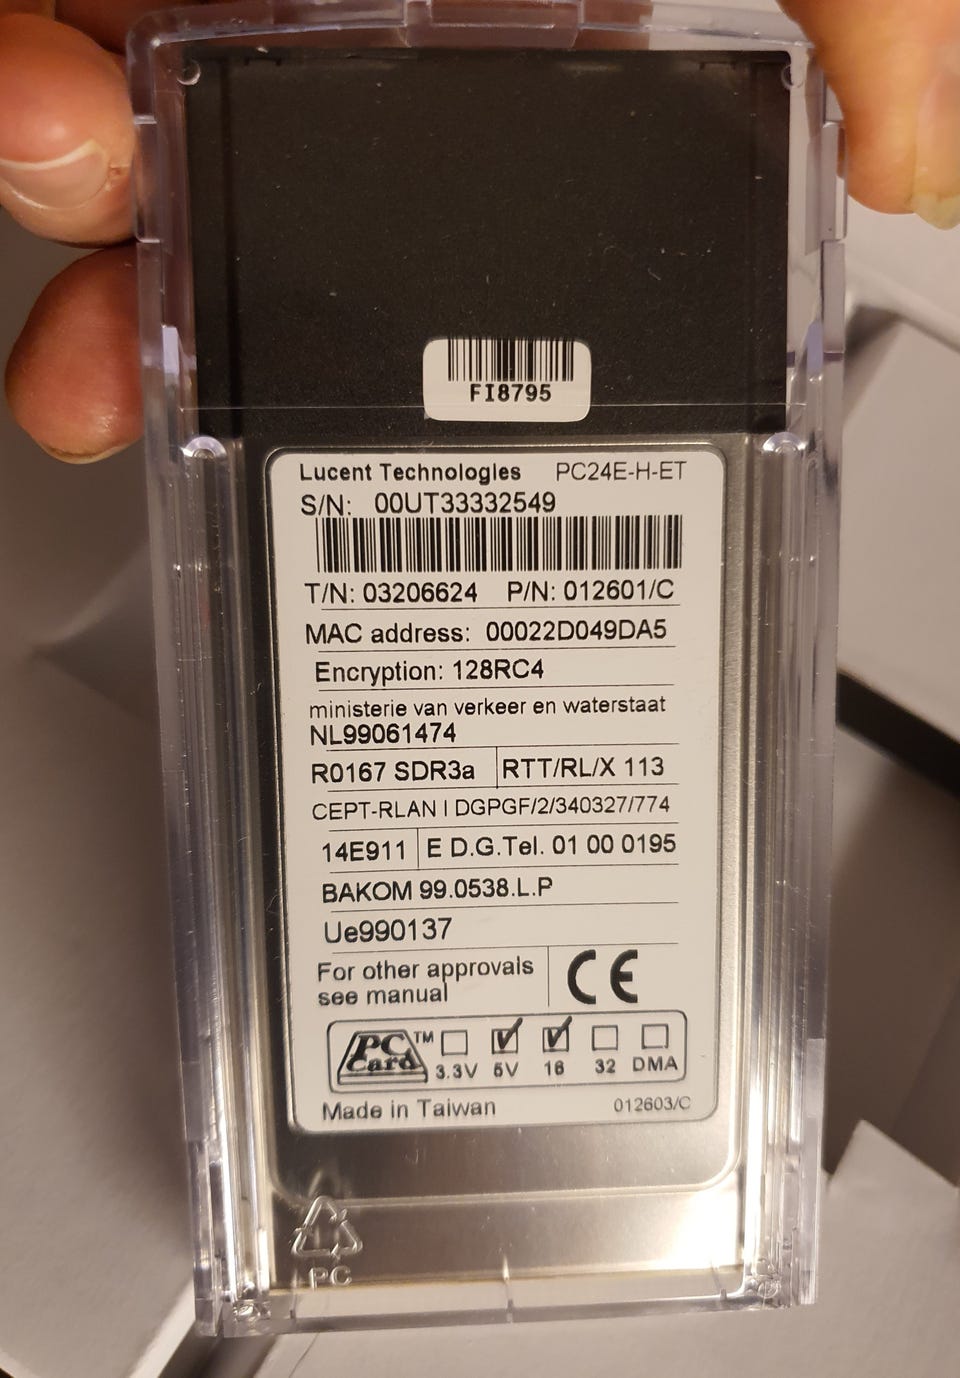 FI8795
Lucent Technologies PC24E-H-ET
S/N: 00UT33332549
T/N: 03206624 P/N: 012601/C
MAC address: 00022D049DA5
Encryption: 128RC4
ministerie van verkeer en waterstaat
NL99061474
R0167 SDR3a RTT/RL/X 113
CEPT-RLAN I DGPGF/2/340327/774
14E911 E D.G.Tel. 01 00 0195
BAKOM 99.0538.L.P
Ue990137
For other approvals
see manual
CE
PC Card TM
3.3V 5V 16 32 DMA
Made in Taiwan 012603/C
PC